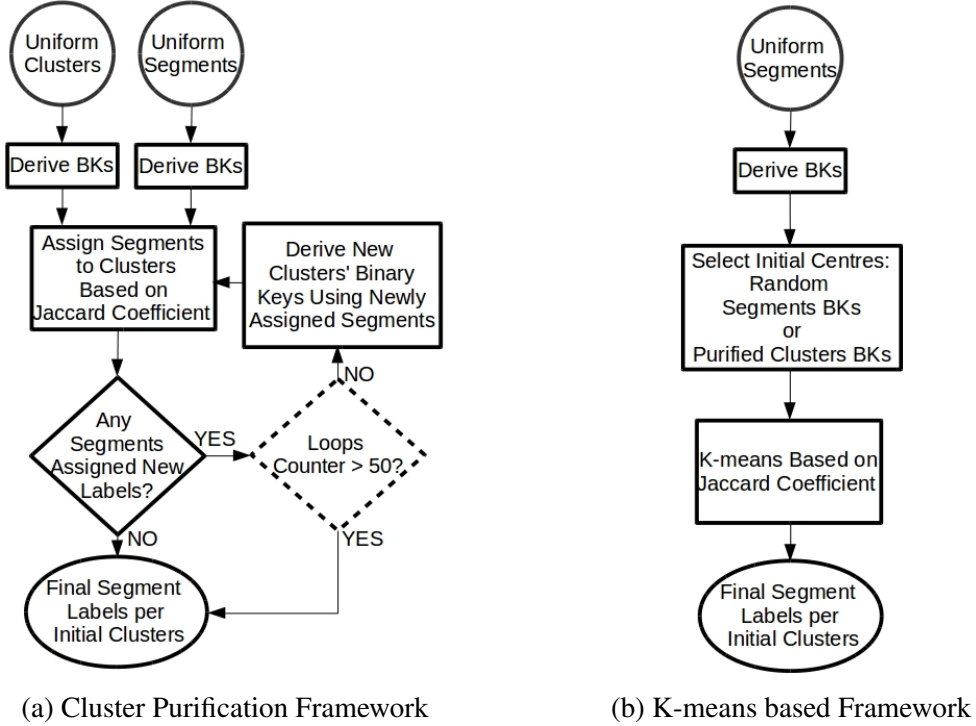 Uniform
Clusters
Uniform
Segments
Derive BKs
Derive BKs
Assign Segments
to Clusters
Based on
Jaccard Coefficient
Derive New
Clusters' Binary
Keys Using Newly
Assigned Segments
Any
Segments
Assigned New
Labels?
YES
NO
Loops
Counter > 50?
NO
YES
Final Segment
Labels per
Initial Clusters
(a) Cluster Purification Framework
Uniform
Segments
Derive BKs
Select Initial Centres:
Random
Segments BKs
or
Purified Clusters BKs
K-means Based on
Jaccard Coefficient
Final Segment
Labels per
Initial Clusters
(b) K-means based Framework